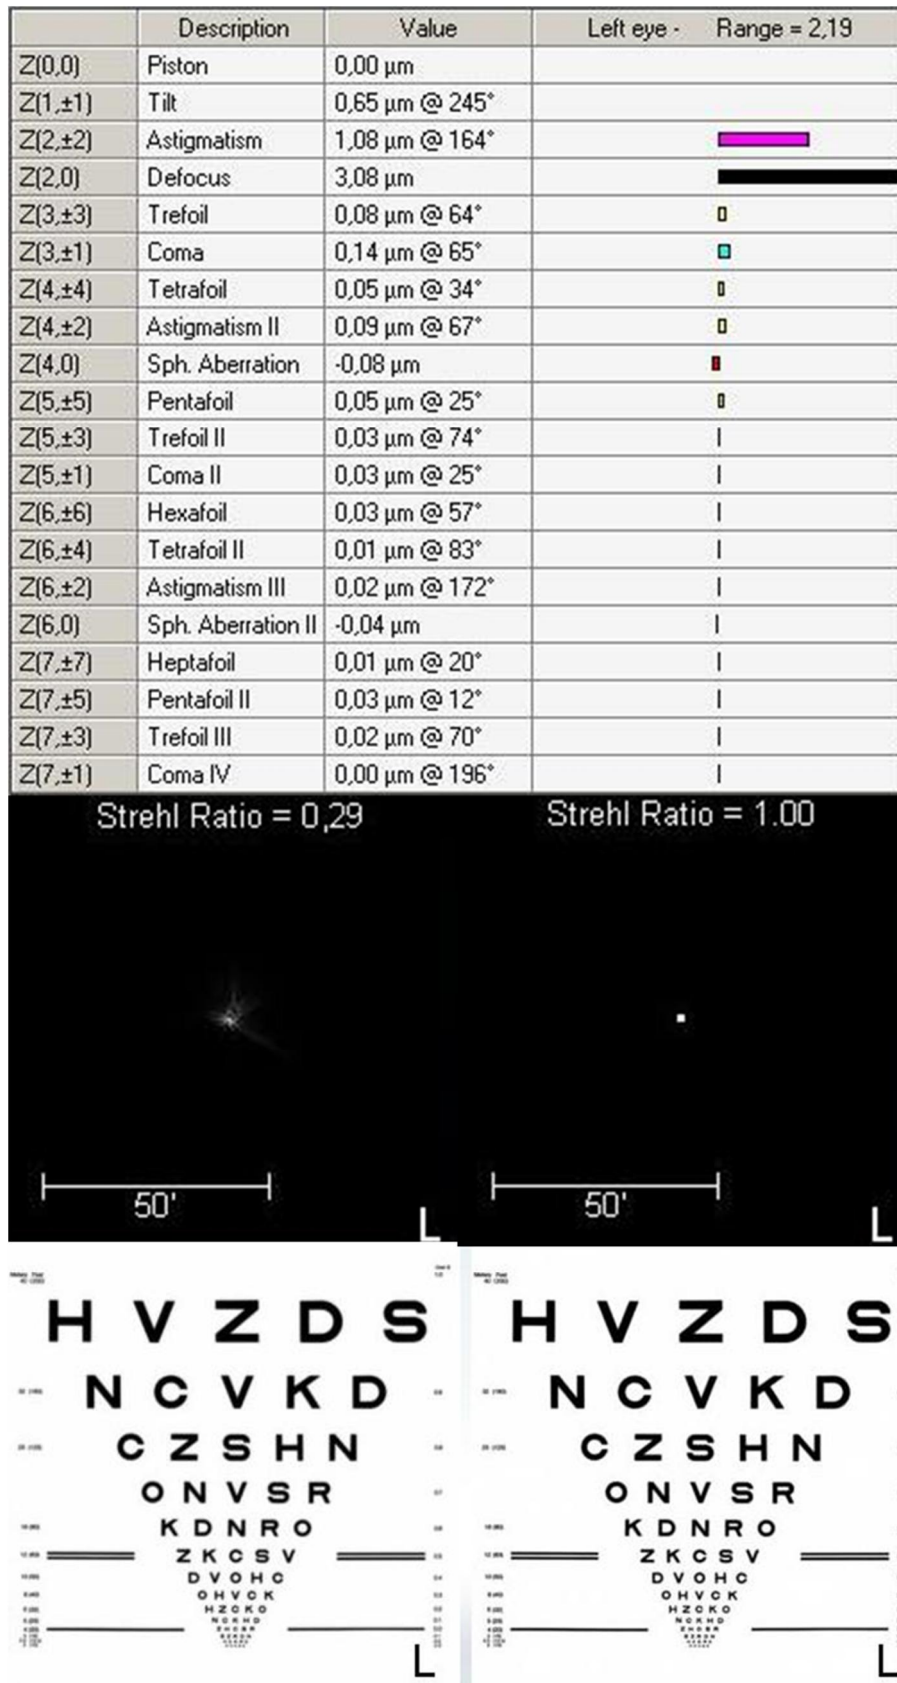 Description Value Left eye - Range = 2,19
Z(0,0) Piston 0,00 µm
Z(1,±1) Tilt 0,65 µm @ 245°
Z(2,±2) Astigmatism 1,08 µm @ 164°
Z(2,0) Defocus 3,08 µm
Z(3,±3) Trefoil 0,08 µm @ 64°
Z(3,±1) Coma 0,14 µm @ 65°
Z(4,±4) Tetrafoil 0,05 µm @ 34°
Z(4,±2) Astigmatism II 0,09 µm @ 67°
Z(4,0) Sph. Aberration -0,08 µm
Z(5,±5) Pentafoil 0,05 µm @ 25°
Z(5,±3) Trefoil II 0,03 µm @ 74°
Z(5,±1) Coma II 0,03 µm @ 25°
Z(6,±6) Hexafoil 0,03 µm @ 57°
Z(6,±4) Tetrafoil II 0,01 µm @ 83°
Z(6,±2) Astigmatism III 0,02 µm @ 172°
Z(6,0) Sph. Aberration II -0,04 µm
Z(7,±7) Heptafoil 0,01 µm @ 20°
Z(7,±5) Pentafoil II 0,03 µm @ 12°
Z(7,±3) Trefoil III 0,02 µm @ 70°
Z(7,±1) Coma IV 0,00 µm @ 196°
Strehl Ratio = 0,29 Strehl Ratio = 1.00
50' 50'
L L
H V Z D S H V Z D S
N C V K D N C V K D
C Z S H N C Z S H N
O N V S R O N V S R
K D N R O K D N R O
Z K C S V Z K C S V
D V O H C D V O H C
O H V C K O H V C K
H Z C K O H Z C K O
N C K H D N C K H D
L L